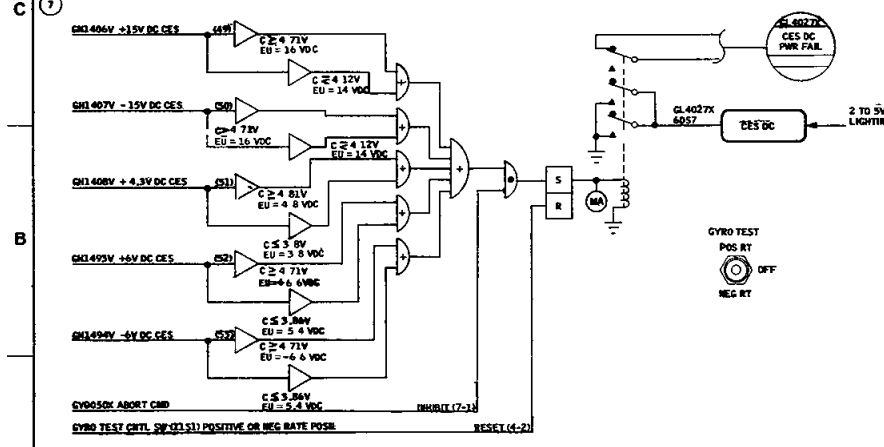 C 7
GH1406V +15V DC CES (49)
C ≥ 4 71V
EU = 16 VDC
C ≤ 4 12V
EU = 14 VDC
GH1407V -15V DC CES (50)
C ≥ 4 71V
EU = 16 VDC
C ≤ 4 12V
EU = 14 VDC
GH1408V + 4.3V DC CES (51)
C ≥ 4 81V
EU = 4 8 VDC
C ≤ 3 8V
EU = 3 8 VDC
B
GH1493V +6V DC CES (52)
C ≥ 4 71V
EU = 6 6VDC
C ≤ 3.86V
EU = 5 4 VDC
GH1494V -6V DC CES (53)
C ≥ 4 71V
EU = -6 6 VDC
C ≤ 3.86V
EU = 5.4 VDC
GY0050X ABORT CMD INHIBIT (7-1)
GYRO TEST CNTL SW (11S1) POSITIVE OR NEG RATE POSN RESET (4-2)
S
R
MA
GL4027X
CES DC
PWR FAIL
GL4027X
6DS7
CES DC
2 TO 5V
LIGHTING
GYRO TEST
POS RT
OFF
NEG RT